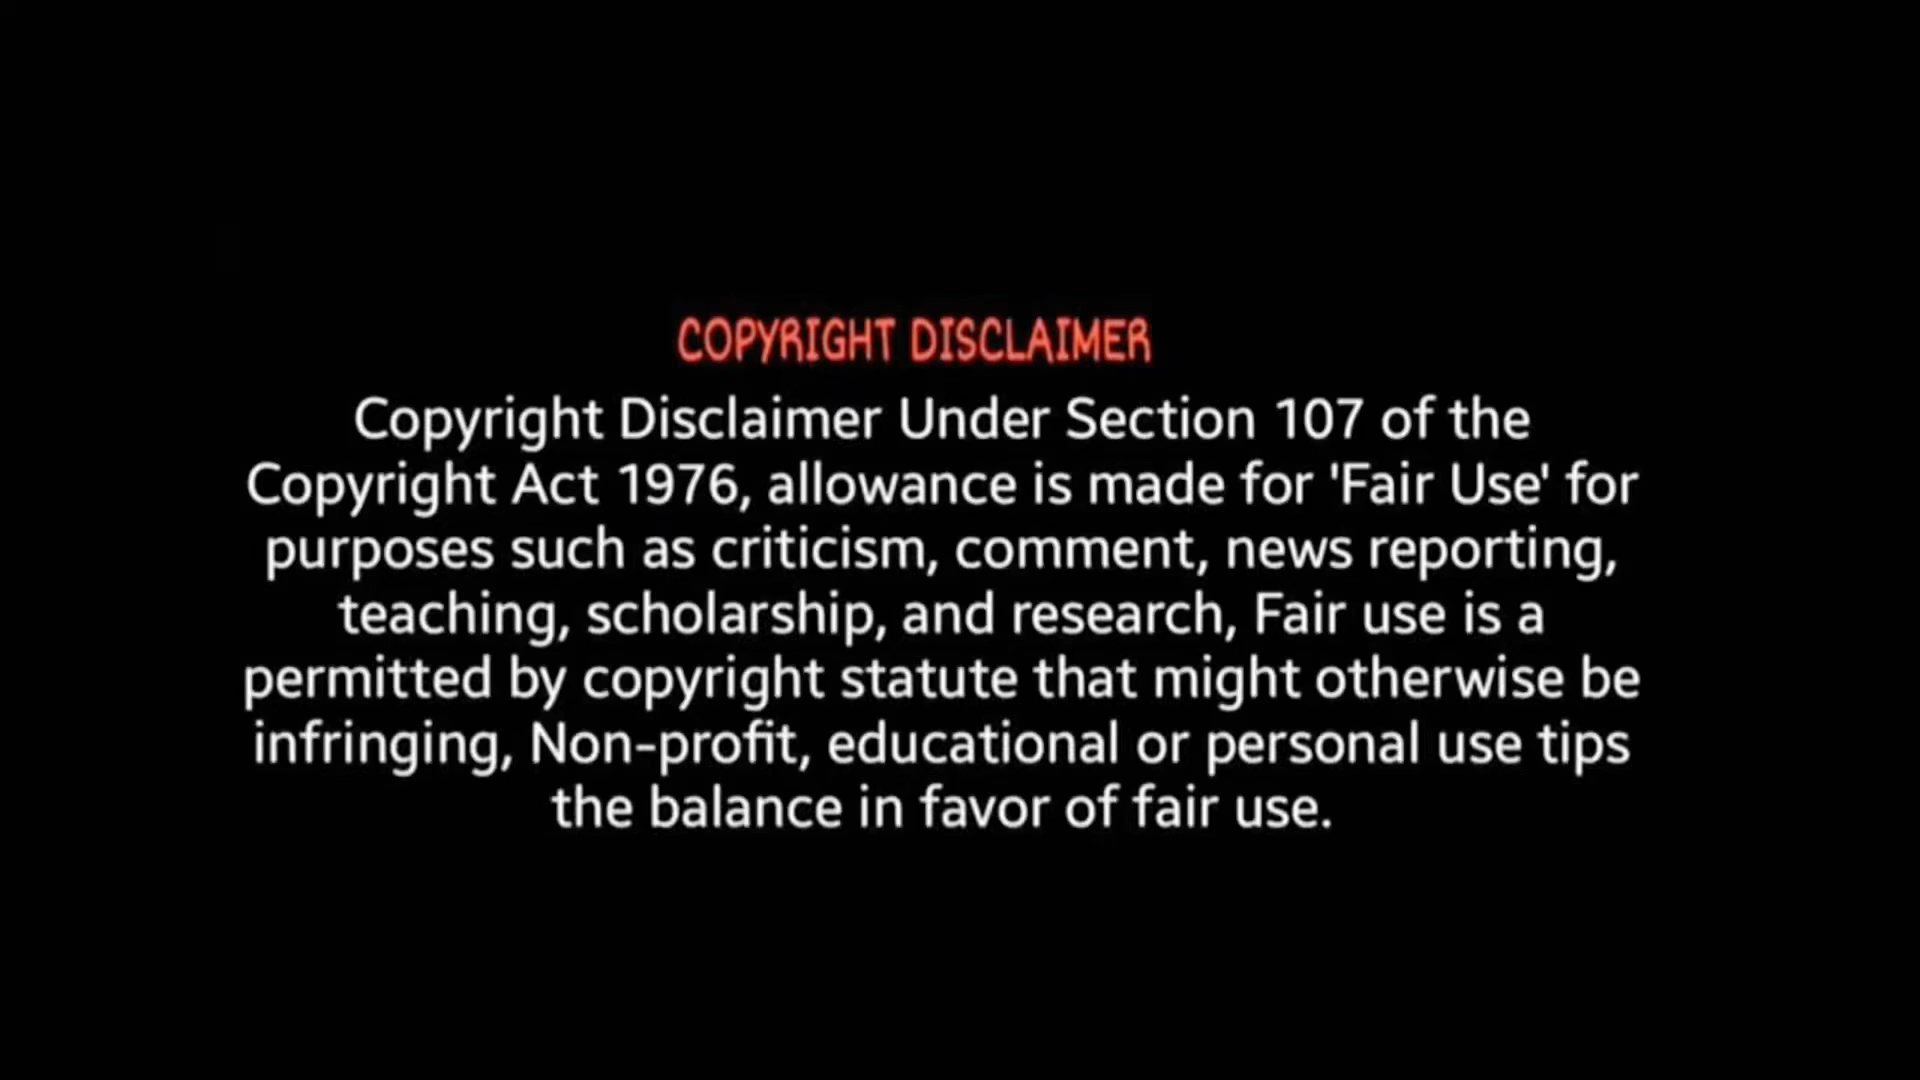 COPYRIGHT DISCLAIMER
Copyright Disclaimer Under Section 107 of the
Copyright Act 1976, allowance is made for 'Fair Use' for
purposes such as criticism, comment, news reporting,
teaching, scholarship, and research, Fair use is a
permitted by copyright statute that might otherwise be
infringing, Non-profit, educational or personal use tips
the balance in favor of fair use.